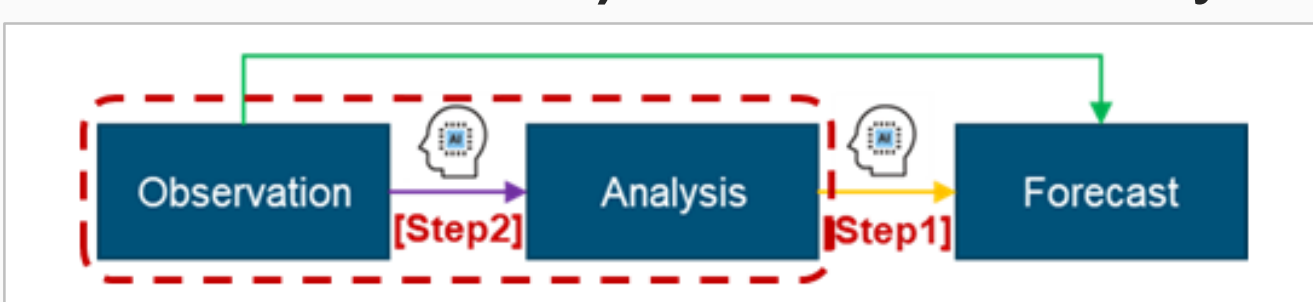 Observation
AI
[Step2]
Analysis
AI
Step1]
Forecast